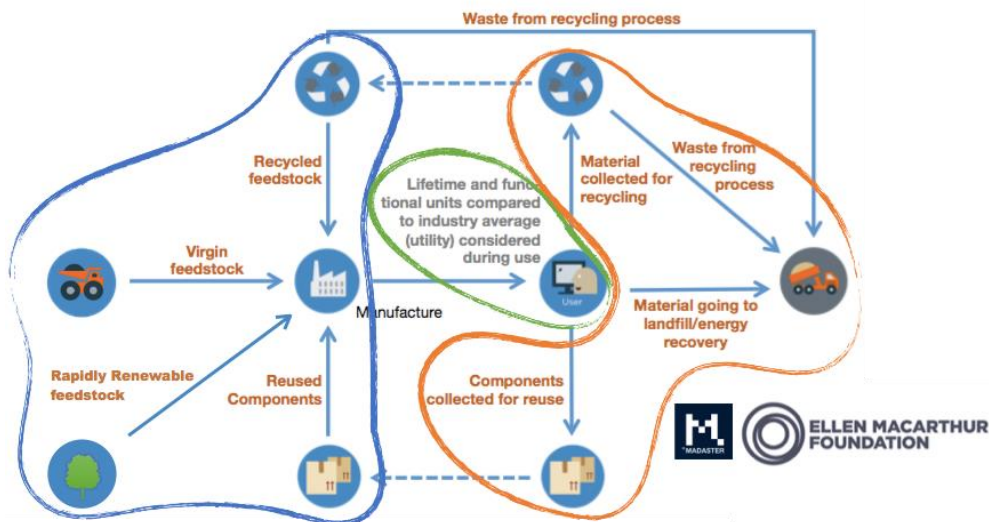 Waste from recycling process
Recycled
feedstock
Material
collected for
recycling
Waste from
recycling
process
Lifetime and func-
tional units compared
to industry average
(utility) considered
during use
Virgin
feedstock
Manufacture
User
Material going to
landfill/energy
recovery
Rapidly Renewable
feedstock
Reused
Components
Components
collected for reuse
MADASTER
ELLEN MACARTHUR
FOUNDATION